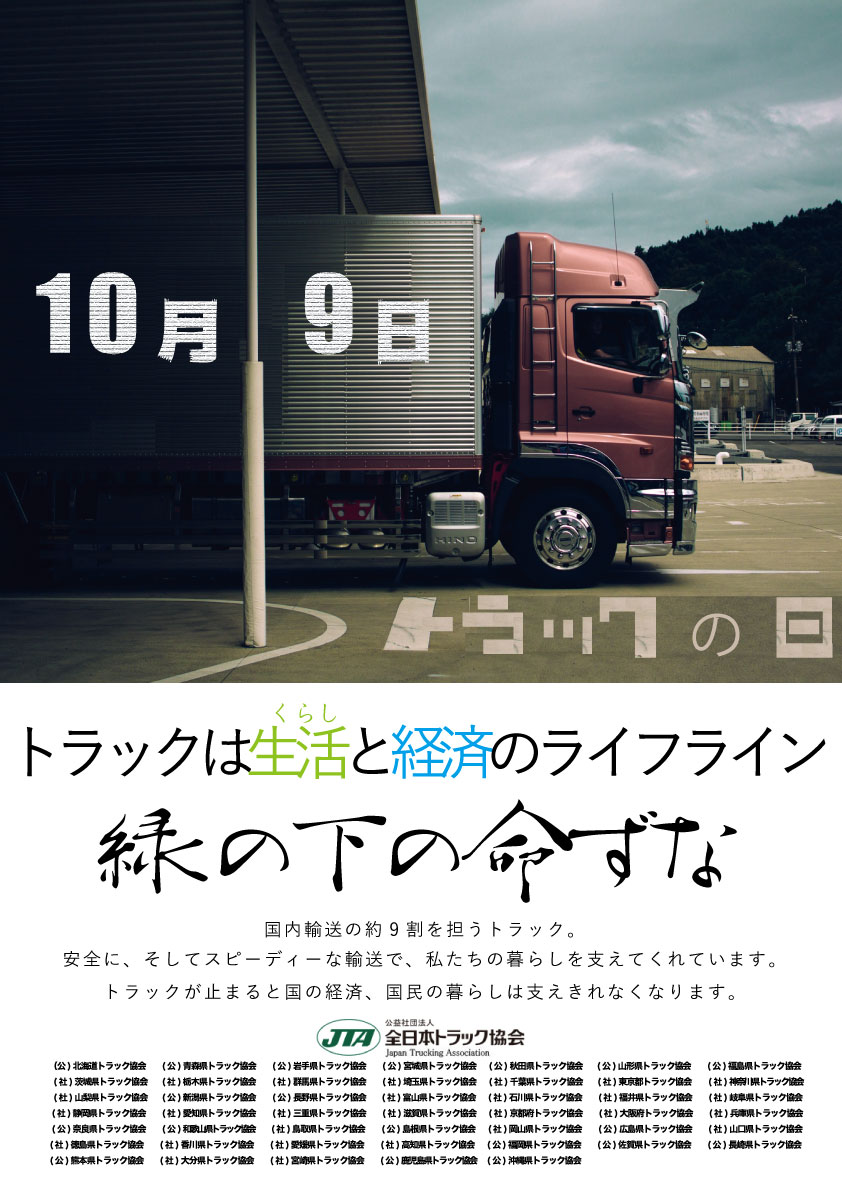 10月 9日
HINO
トラックの日
くらし
トラックは生活と経済のライフライン
緑の下の命ずな
国内輸送の約9割を担うトラック。
安全に、そしてスピーディーな輸送で、私たちの暮らしを支えてくれています。
トラックが止まると国の経済、国民の暮らしは支えきれなくなります。
JTA
公益社団法人
全日本トラック協会
Japan Trucking Association
(公)北海道トラック協会 (公)青森県トラック協会 (公)岩手県トラック協会 (公)宮城県トラック協会 (公)秋田県トラック協会 (公)山形県トラック協会 (公)福島県トラック協会
(社)茨城県トラック協会 (社)栃木県トラック協会 (社)群馬県トラック協会 (社)埼玉県トラック協会 (社)千葉県トラック協会 (社)東京都トラック協会 (社)神奈川県トラック協会
(社)山梨県トラック協会 (公)新潟県トラック協会 (公)長野県トラック協会 (社)富山県トラック協会 (社)石川県トラック協会 (社)福井県トラック協会 (社)岐阜県トラック協会
(社)静岡県トラック協会 (社)愛知県トラック協会 (社)三重県トラック協会 (社)滋賀県トラック協会 (社)京都府トラック協会 (社)大阪府トラック協会 (社)兵庫県トラック協会
(公)奈良県トラック協会 (公)和歌山県トラック協会 (社)鳥取県トラック協会 (公)島根県トラック協会 (社)岡山県トラック協会 (公)広島県トラック協会 (社)山口県トラック協会
(社)徳島県トラック協会 (社)香川県トラック協会 (社)愛媛県トラック協会 (社)高知県トラック協会 (公)福岡県トラック協会 (公)佐賀県トラック協会 (公)長崎県トラック協会
(公)熊本県トラック協会 (社)大分県トラック協会 (社)宮崎県トラック協会 (公)鹿児島県トラック協会 (公)沖縄県トラック協会